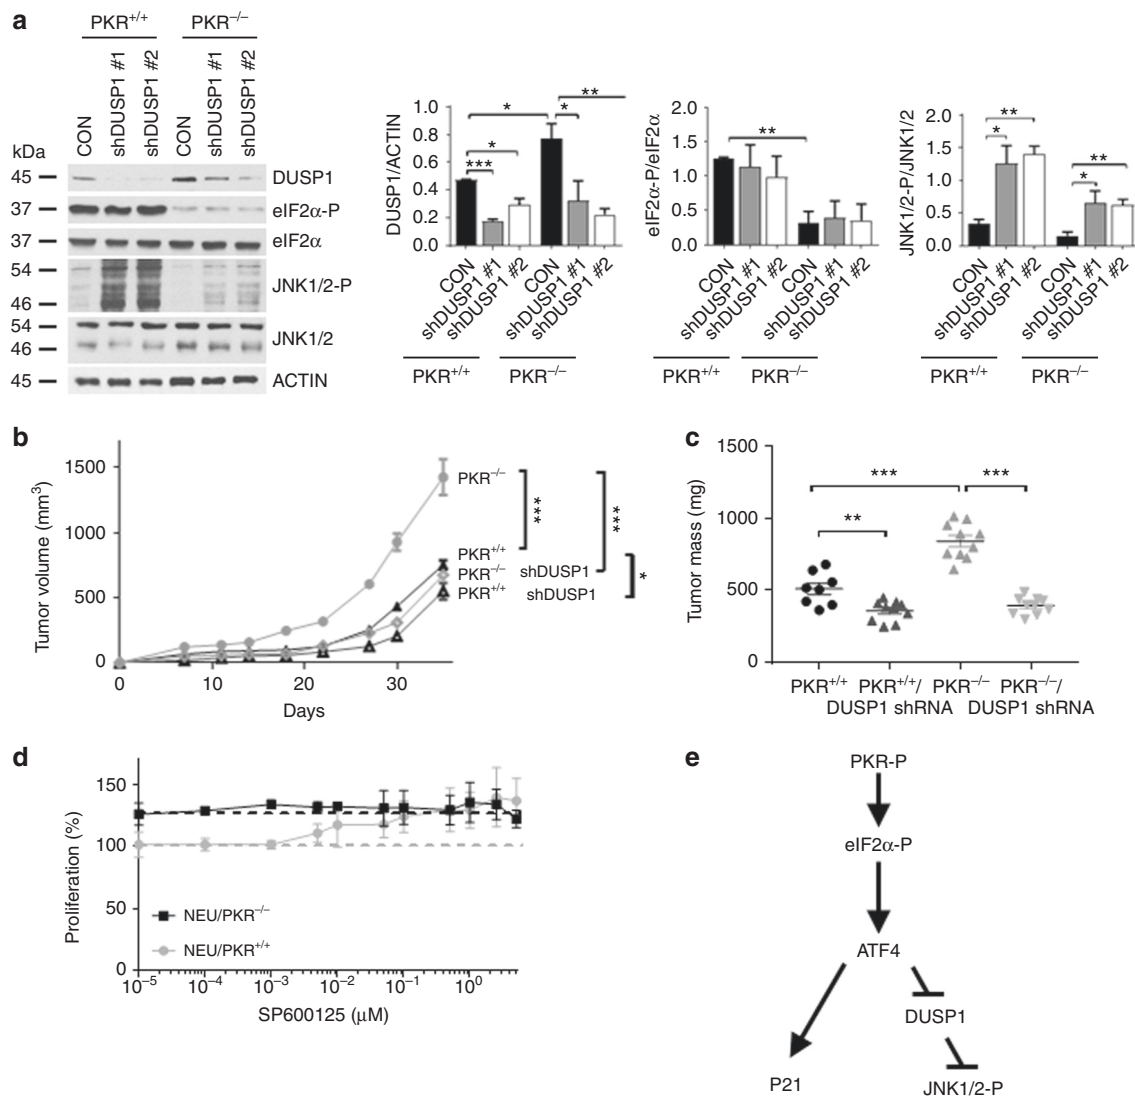 a
PKR+/+
PKR−/−
kDa
CON
shDUSP1 #1
shDUSP1 #2
CON
shDUSP1 #1
shDUSP1 #2
45
DUSP1
37
eIF2α-P
37
eIF2α
54
46
JNK1/2-P
54
46
JNK1/2
45
ACTIN
DUSP1/ACTIN
1.0
0.8
0.6
0.4
0.2
0.0
***
*
*
*
**
CON
shDUSP1 #1
shDUSP1 #2
CON
shDUSP1 #1
shDUSP1 #2
PKR+/+
PKR−/−
eIF2α-P/eIF2α
2.0
1.5
1.0
0.5
0.0
**
CON
shDUSP1 #1
shDUSP1 #2
CON
shDUSP1 #1
shDUSP1 #2
PKR+/+
PKR−/−
JNK1/2-P/JNK1/2
2.0
1.5
1.0
0.5
0.0
**
*
**
*
CON
shDUSP1 #1
shDUSP1 #2
CON
shDUSP1 #1
shDUSP1 #2
PKR+/+
PKR−/−
b
Tumor volume (mm3)
1500
1000
500
0
0
10
20
30
Days
PKR−/−
PKR+/+
PKR−/− shDUSP1
PKR+/+ shDUSP1
***
***
*
c
Tumor mass (mg)
1500
1000
500
0
***
***
**
PKR+/+
PKR+/+/
DUSP1 shRNA
PKR−/−
PKR−/−/
DUSP1 shRNA
d
Proliferation (%)
150
100
50
0
NEU/PKR−/−
NEU/PKR+/+
10−5
10−4
10−3
10−2
10−1
100
SP600125 (μM)
e
PKR-P
eIF2α-P
ATF4
DUSP1
P21
JNK1/2-P